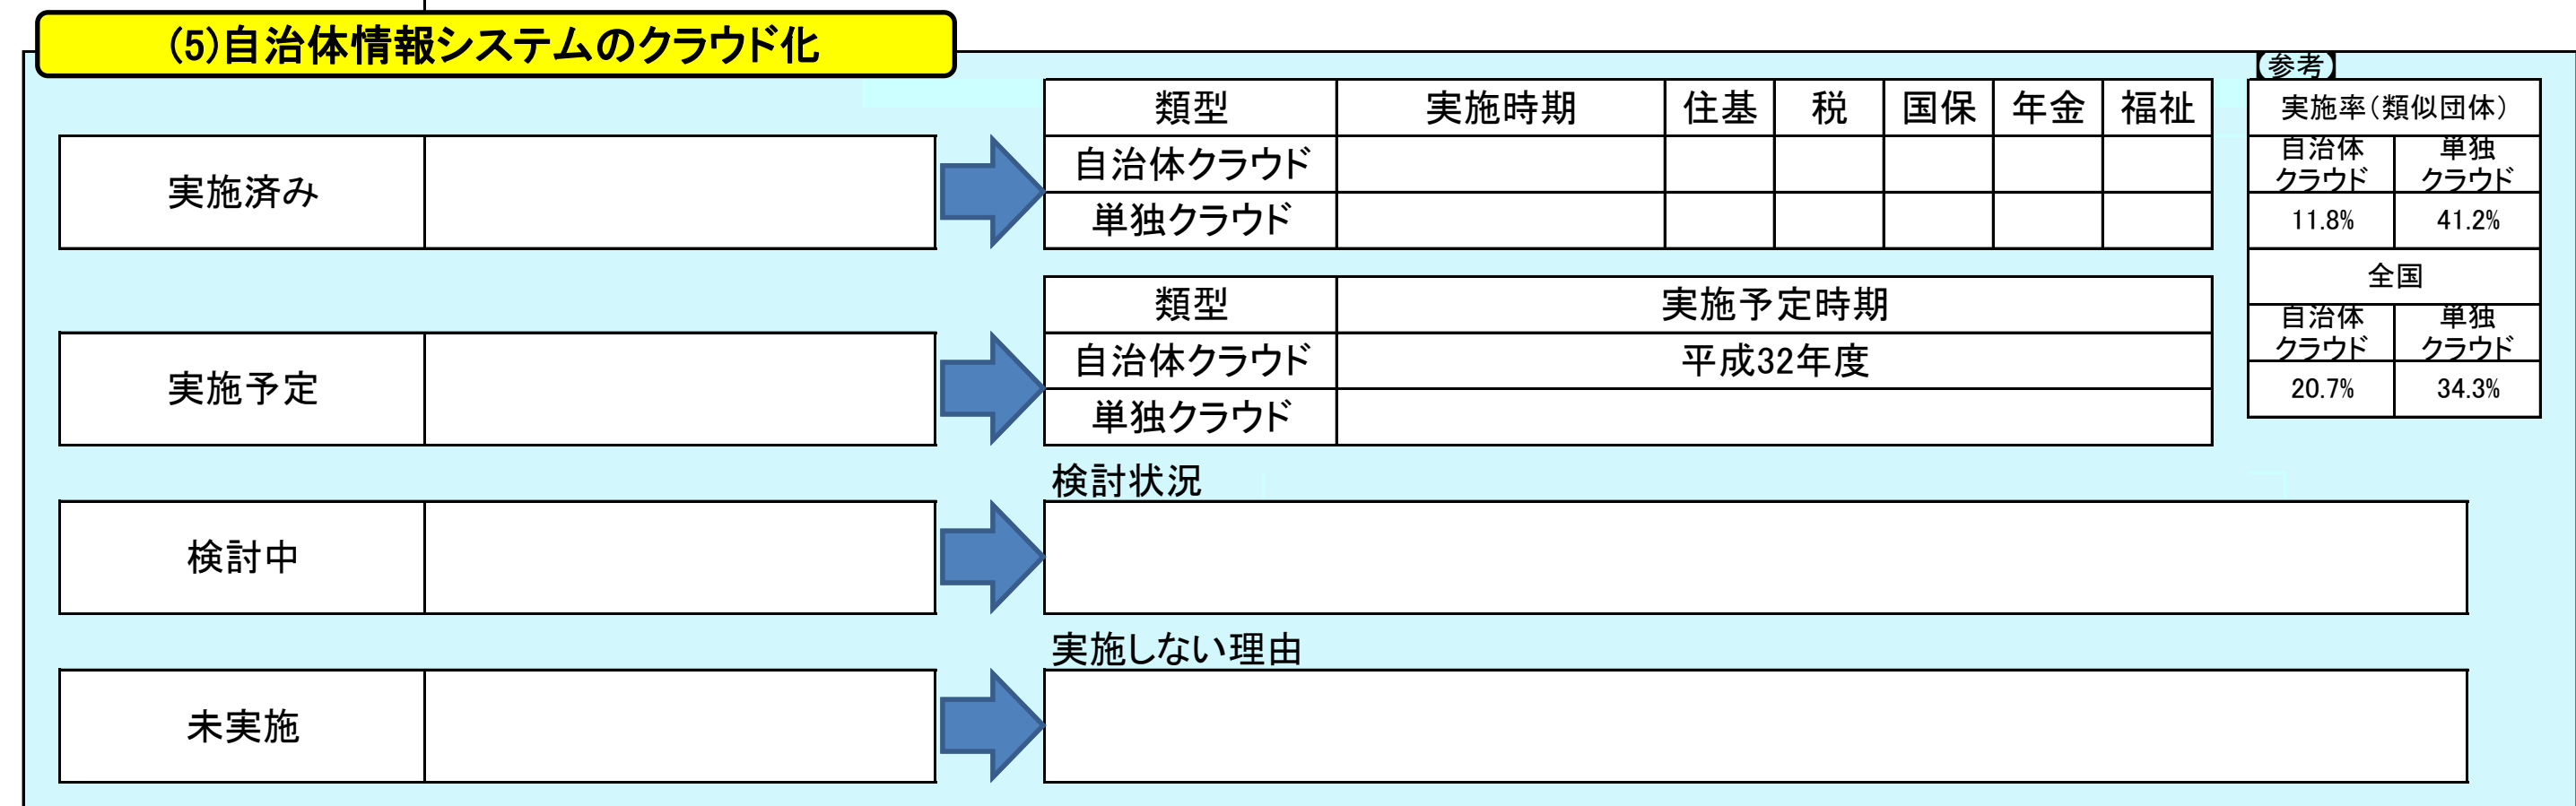 (5)自治体情報システムのクラウド化
【参考】
類型 実施時期 住基 税 国保 年金 福祉
自治体クラウド
単独クラウド
実施済み
実施率(類似団体)
自治体
クラウド
単独
クラウド
11.8% 41.2%
全国
自治体
クラウド
単独
クラウド
20.7% 34.3%
類型 実施予定時期
自治体クラウド 平成32年度
単独クラウド
実施予定
検討状況
検討中
実施しない理由
未実施